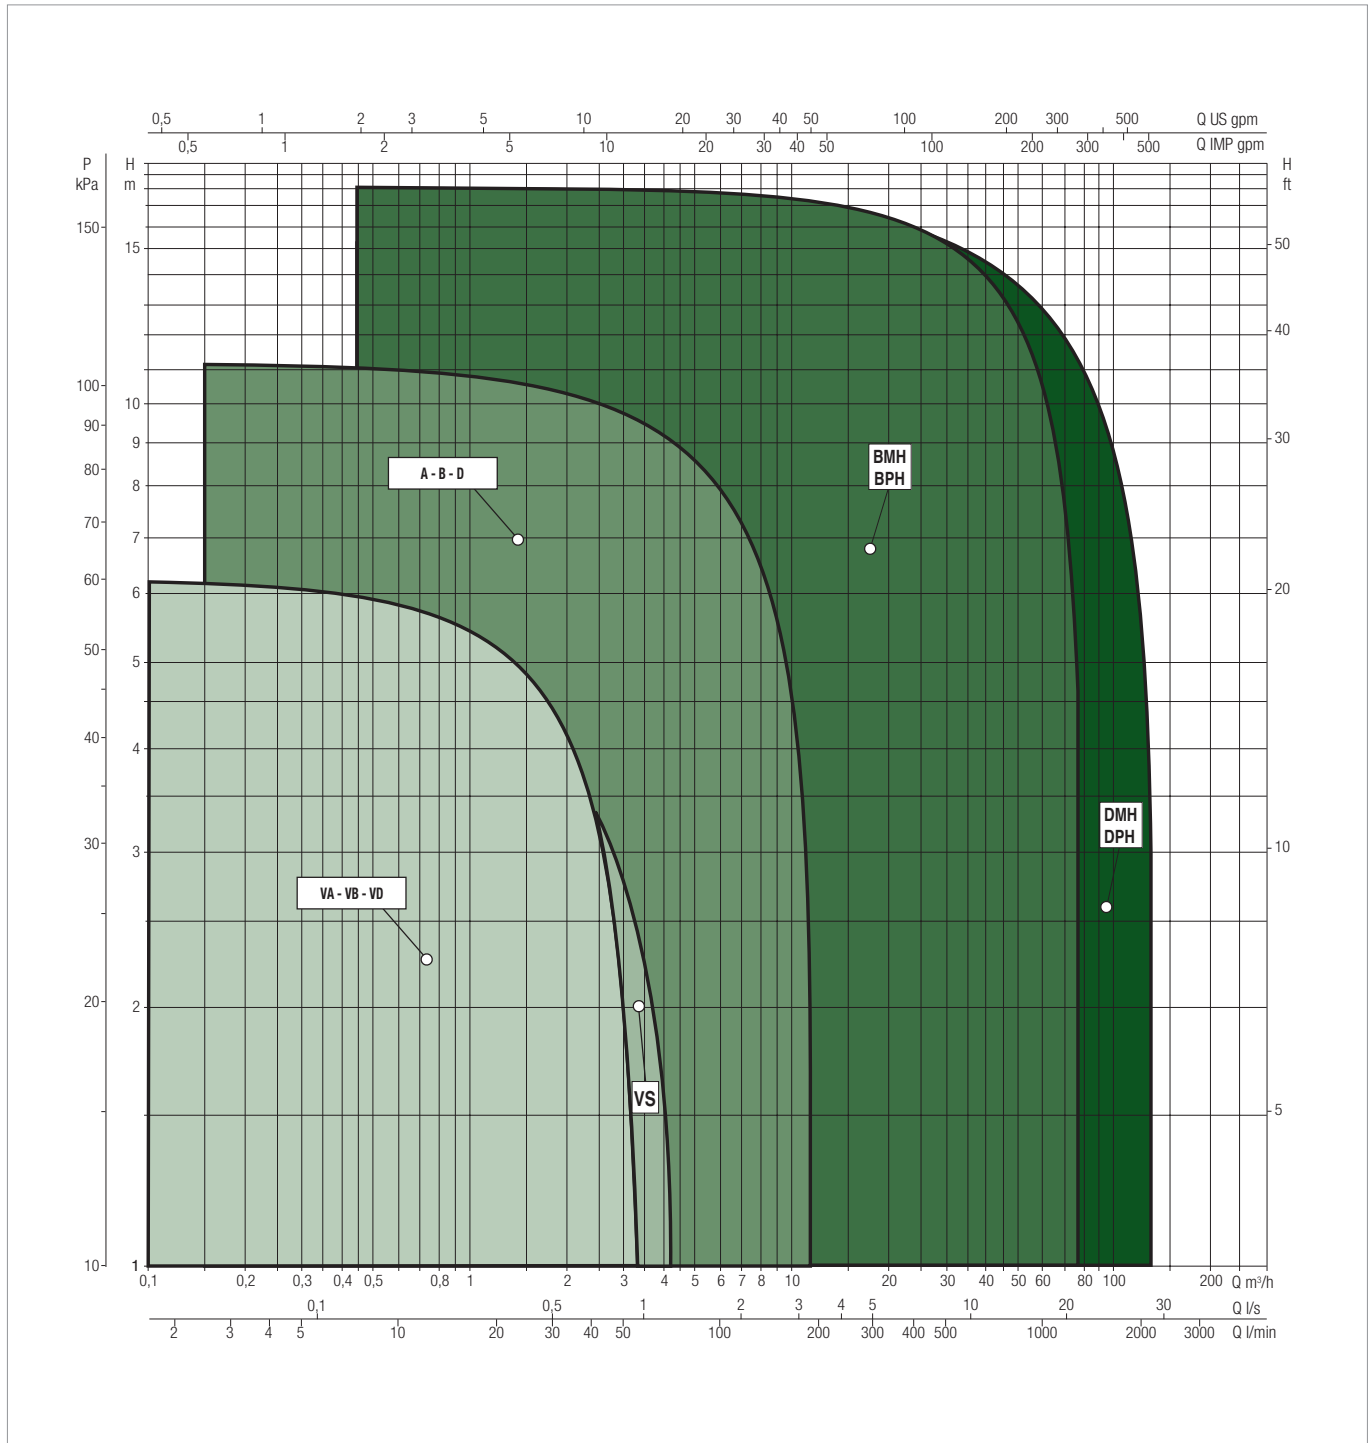 0,5 1 2 3 5 10 20 30 40 50 100 200 300 500 Q US gpm
0,5 1 2 5 10 20 30 40 50 100 200 300 500 Q IMP gpm
P H H
kPa m ft
150
15
50
40
100
10
90
30
9
80
8
70
7
60
6
20
50
5
40
4
30
3
10
20
2
5
10
1
A - B - D
BMH
BPH
DMH
DPH
VA - VB - VD
VS
0,1 0,2 0,3 0,4 0,5 0,8 1 2 3 4 5 6 7 8 10 20 30 40 50 60 80 100 200 Q m³/h
0,1 0,5 1 2 3 4 5 10 20 30 Q l/s
2 3 4 5 10 20 30 40 50 100 200 300 400 500 1000 2000 3000 Q l/min